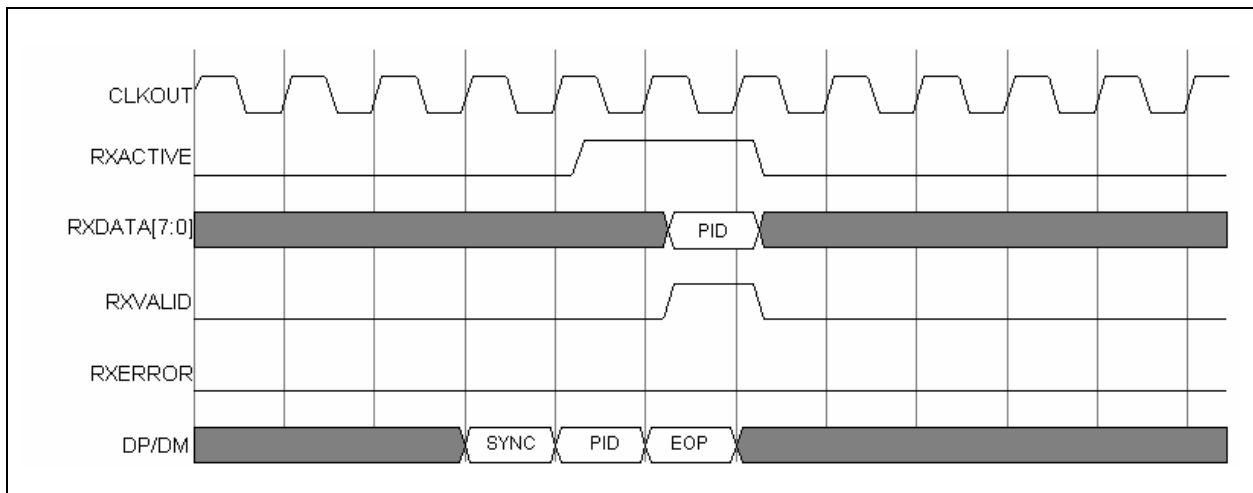 CLKOUT
RXACTIVE
RXDATA[7:0]
PID
RXVALID
RXERROR
DP/DM
SYNC
PID
EOP